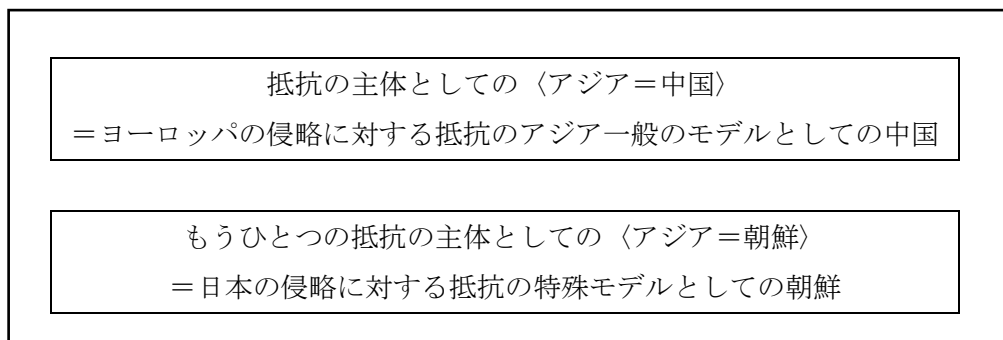 抵抗の主体としての〈アジア＝中国〉
＝ヨーロッパの侵略に対する抵抗のアジア一般のモデルとしての中国
もうひとつの抵抗の主体としての〈アジア＝朝鮮〉
＝日本の侵略に対する抵抗の特殊モデルとしての朝鮮